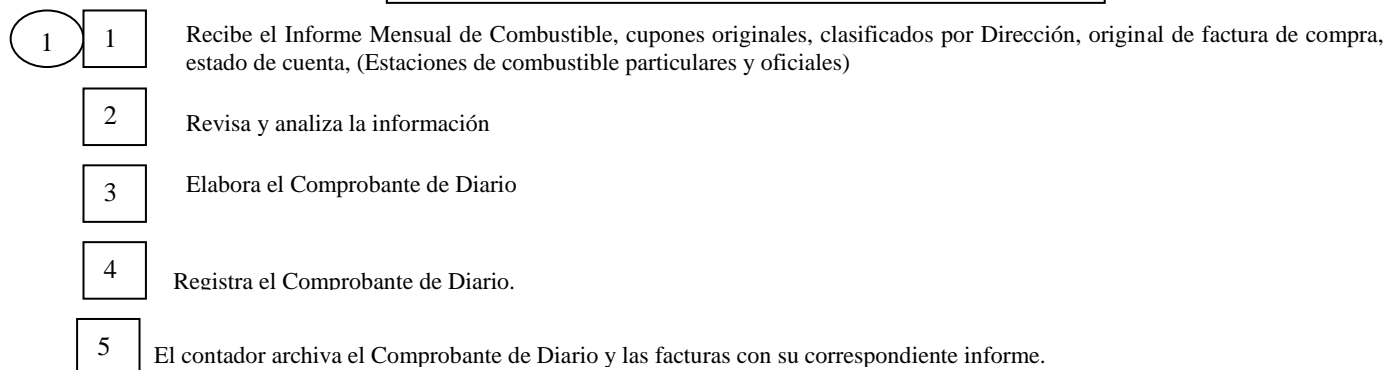 1 1 Recibe el Informe Mensual de Combustible, cupones originales, clasificados por Dirección, original de factura de compra,
estado de cuenta, (Estaciones de combustible particulares y oficiales)
2 Revisa y analiza la información
3 Elabora el Comprobante de Diario
4 Registra el Comprobante de Diario.
5 El contador archiva el Comprobante de Diario y las facturas con su correspondiente informe.